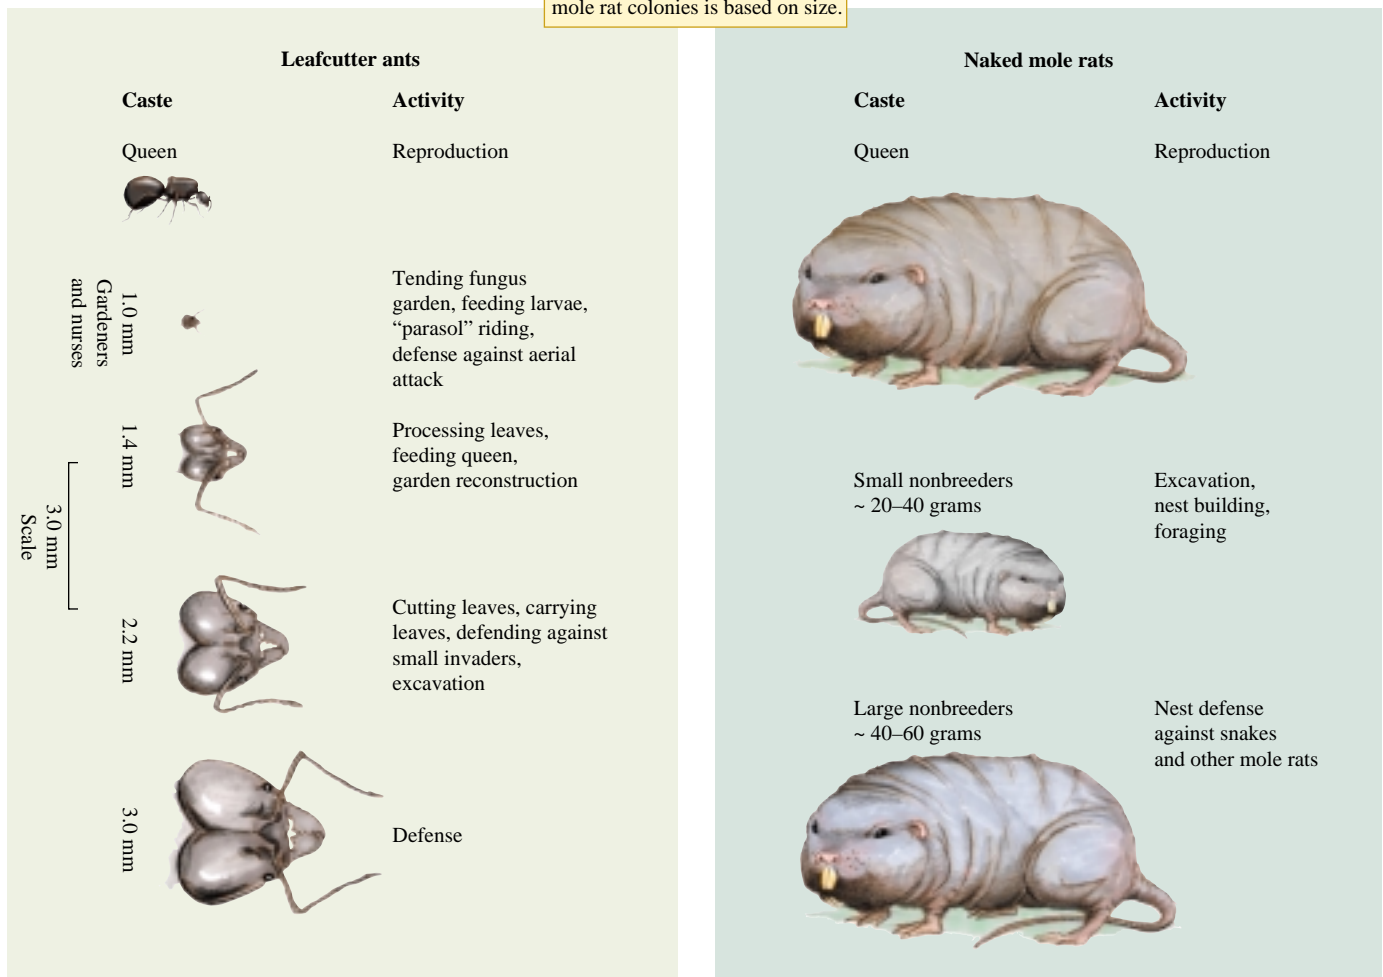 mole rat colonies is based on size.
Leafcutter ants
Caste
Activity
Queen
Reproduction
Gardeners
and nurses
1.0 mm
Tending fungus
garden, feeding larvae,
“parasol” riding,
defense against aerial
attack
1.4 mm
Processing leaves,
feeding queen,
garden reconstruction
3.0 mm
Scale
2.2 mm
Cutting leaves, carrying
leaves, defending against
small invaders,
excavation
3.0 mm
Defense
Naked mole rats
Caste
Activity
Queen
Reproduction
Small nonbreeders
~ 20–40 grams
Excavation,
nest building,
foraging
Large nonbreeders
~ 40–60 grams
Nest defense
against snakes
and other mole rats